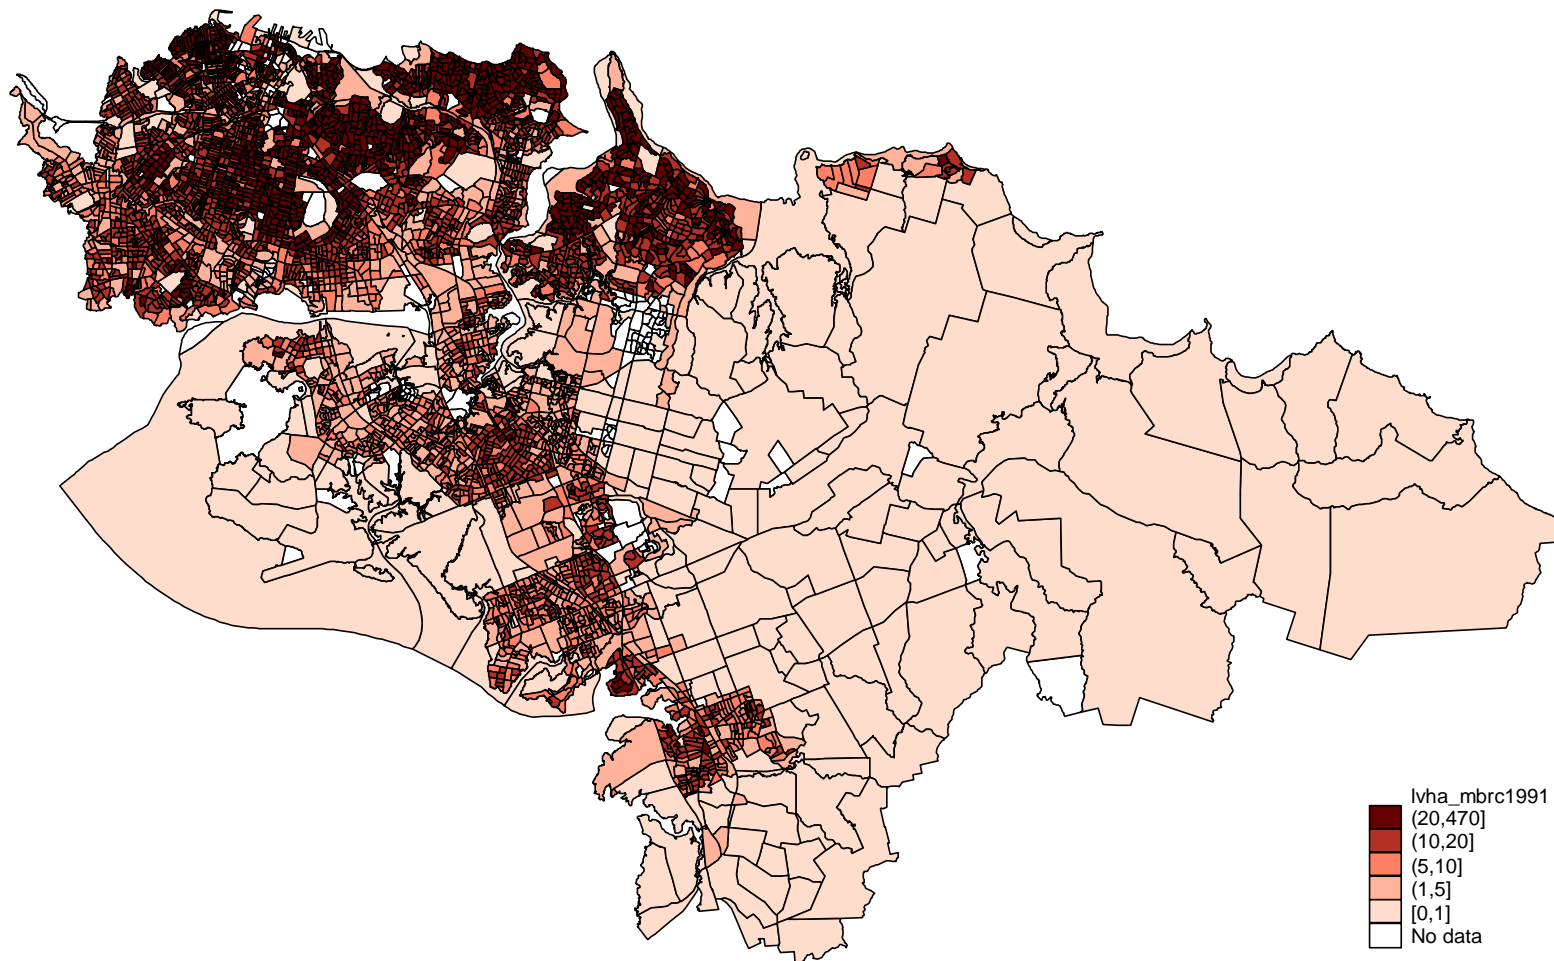 lvha_mbrc1991
(20,470]
(10,20]
(5,10]
(1,5]
[0,1]
No data